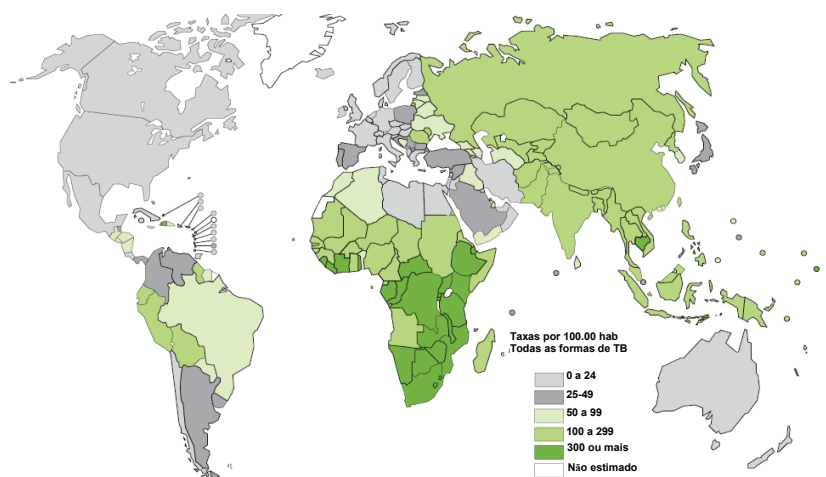 Taxas por 100.00 hab
Todas as formas de TB
0 a 24
25-49
50 a 99
100 a 299
300 ou mais
Não estimado